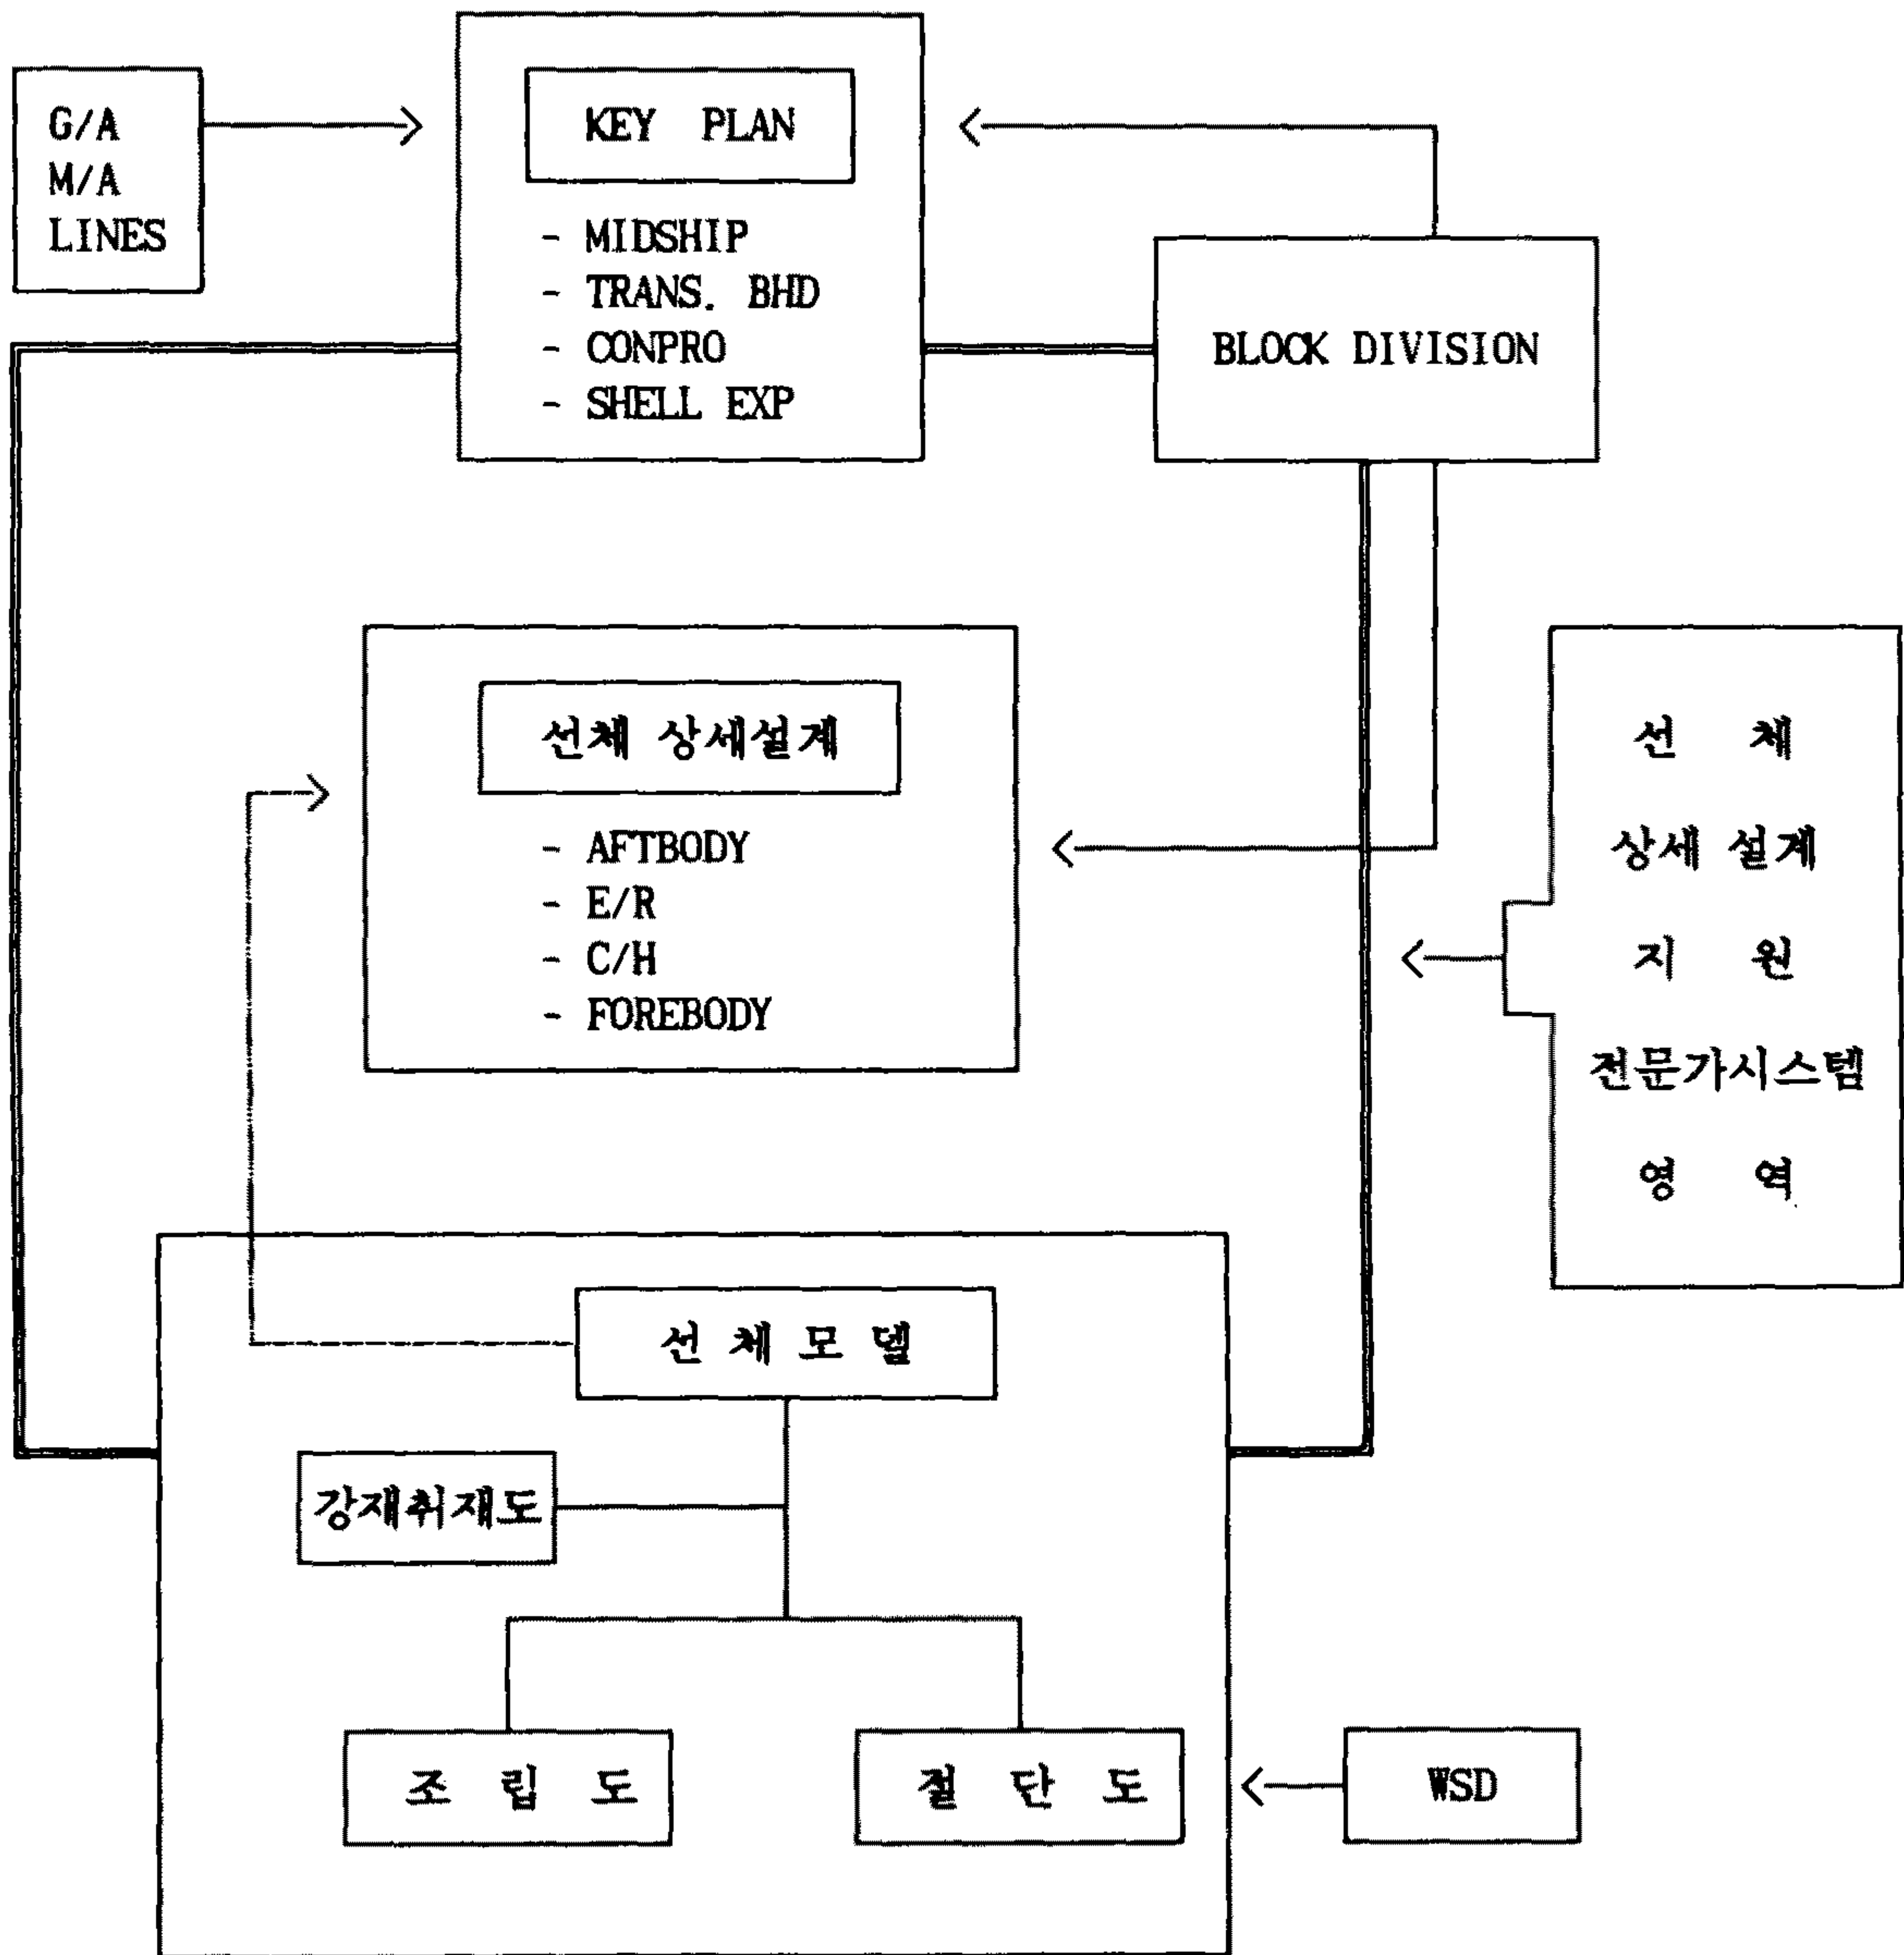 G/A
M/A
LINES
KEY PLAN
- MIDSHIP
- TRANS. BHD
- CONPRO
- SHELL EXP
BLOCK DIVISION
선체 상세설계
- AFTBODY
- E/R
- C/H
- FOREBODY
선 체
상세 설계
지 원
전문가시스템
영 역
선 체 모 델
강재취재도
조 립 도
절 단 도
WSD